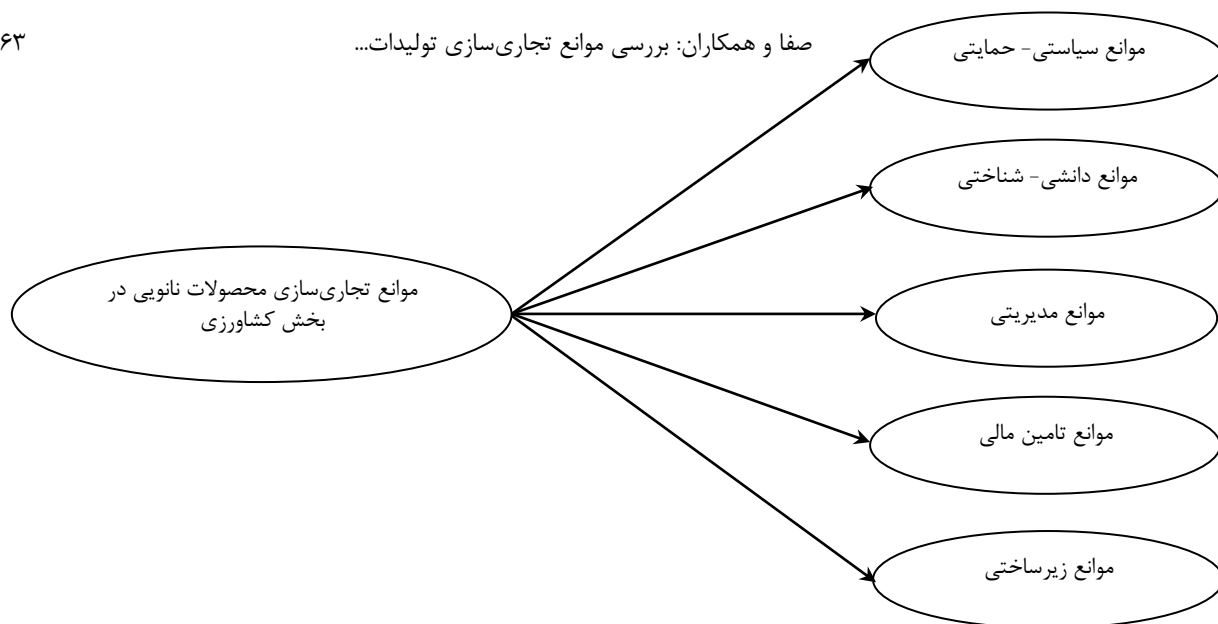 صفا و همکاران: بررسی موانع تجاری‌سازی تولیدات...
موانع سیاستی- حمایتی
موانع دانشی- شناختی
موانع تجاری‌سازی محصولات نانویی در
بخش کشاورزی
موانع مدیریتی
موانع تامین مالی
موانع زیرساختی